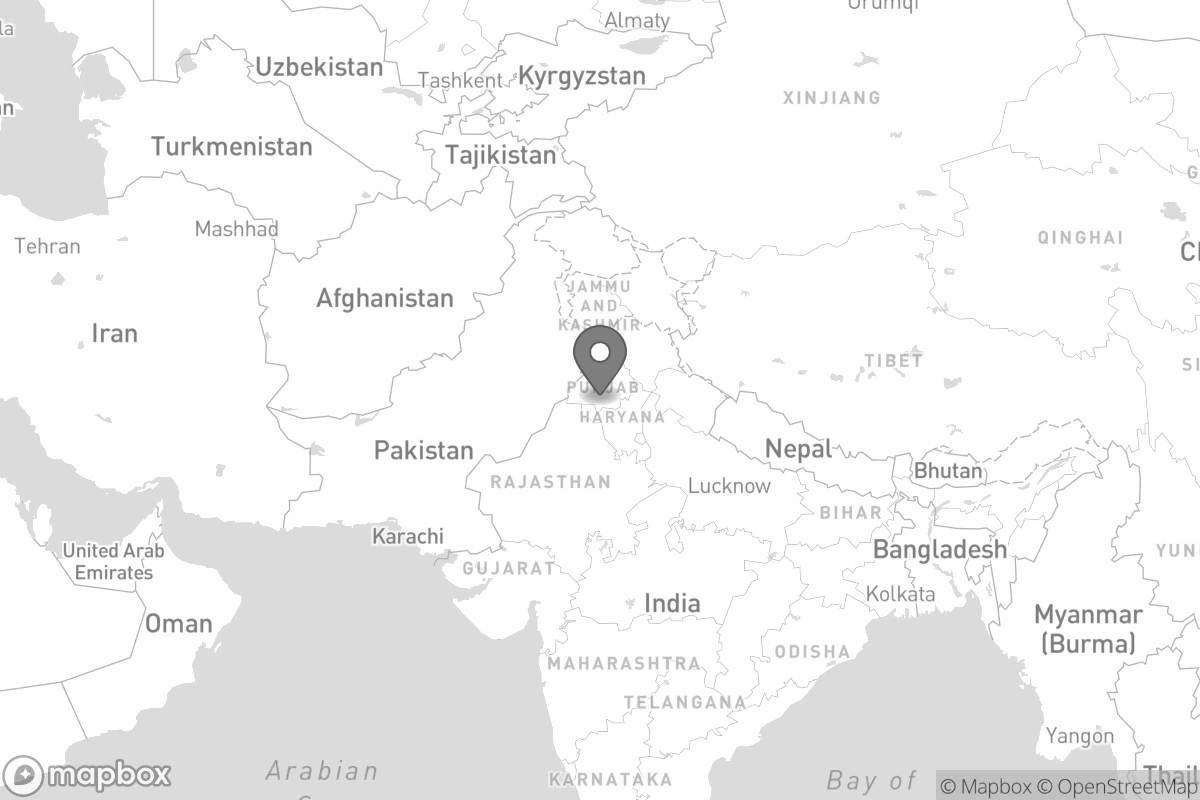 Urumqi
Almaty
Uzbekistan
Tashkent
Kyrgyzstan
XINJIANG
Turkmenistan
Tajikistan
Mashhad
Tehran
QINGHAI
Afghanistan
JAMMU
AND
KASHMIR
Iran
TIBET
PUNJAB
HARYANA
Pakistan
Nepal
Bhutan
RAJASTHAN
Lucknow
BIHAR
Karachi
United Arab
Emirates
Bangladesh
GUJARAT
Kolkata
India
Oman
Myanmar
(Burma)
ODISHA
MAHARASHTRA
TELANGANA
Yangon
Arabian
KARNATAKA
Bay of
mapbox
© Mapbox © OpenStreetMap